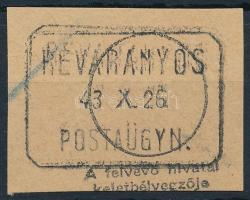 RÉVARANYOS
43 X. 26
POSTAÜGYN.
A felvevő hivatal
keletbélyegzője